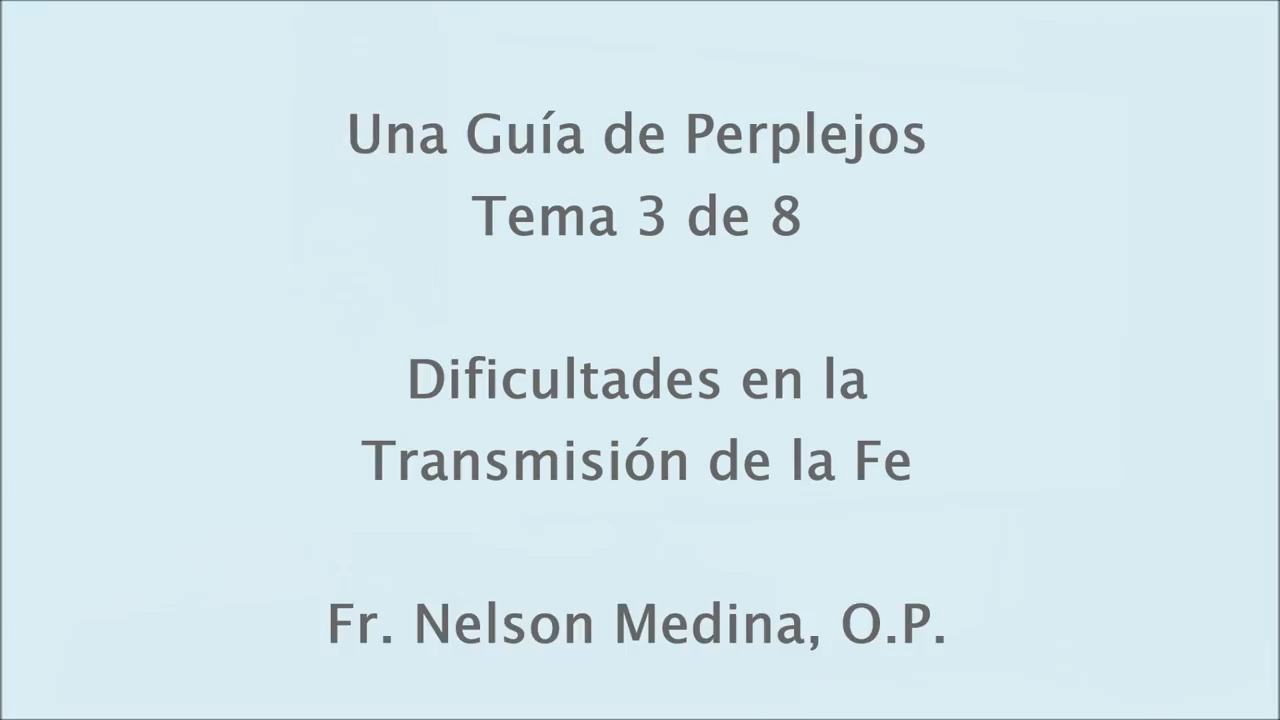 Una Guía de Perplejos
Tema 3 de 8
Dificultades en la
Transmisión de la Fe
Fr. Nelson Medina, O.P.